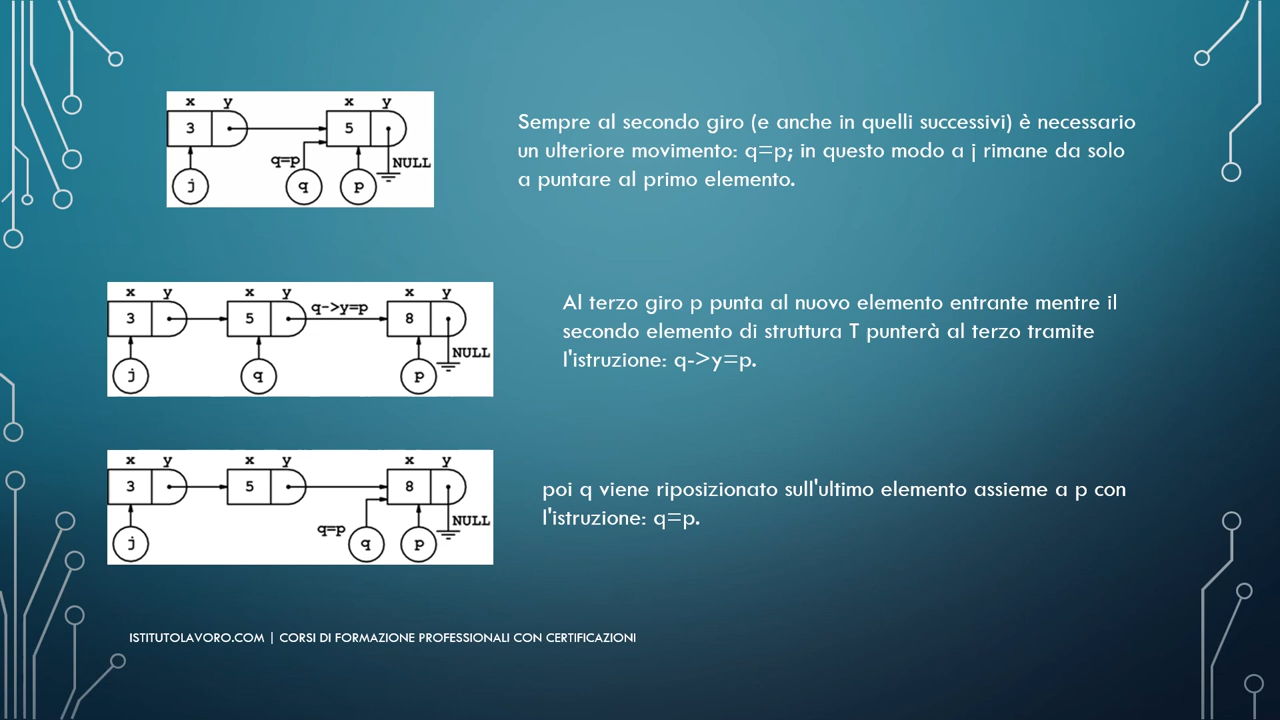 x y x y
3 5
q=p NULL
j q p
Sempre al secondo giro (e anche in quelli successivi) è necessario
un ulteriore movimento: q=p; in questo modo a j rimane da solo
a puntare al primo elemento.
x y x y x y
q->y=p
3 5 8
NULL
j q p
Al terzo giro p punta al nuovo elemento entrante mentre il
secondo elemento di struttura T punterà al terzo tramite
l'istruzione: q->y=p.
x y x y x y
3 5 8
q=p NULL
j q p
poi q viene riposizionato sull'ultimo elemento assieme a p con
l'istruzione: q=p.
ISTITUTOLAVORO.COM | CORSI DI FORMAZIONE PROFESSIONALI CON CERTIFICAZIONI